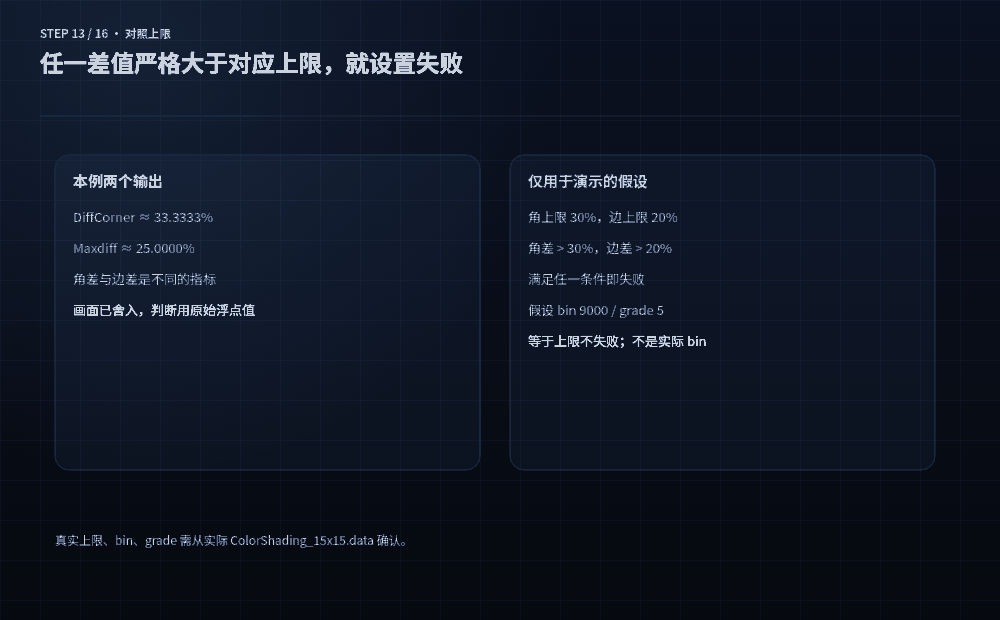 STEP 13 / 16 • 对照上限
任一差值严格大于对应上限，就设置失败
本例两个输出
DiffCorner ≈ 33.3333%
Maxdiff ≈ 25.0000%
角差与边差是不同的指标
画面已舍入，判断用原始浮点值
仅用于演示的假设
角上限 30%，边上限 20%
角差 > 30%，边差 > 20%
满足任一条件即失败
假设 bin 9000 / grade 5
等于上限不失败；不是实际 bin
真实上限、bin、grade 需从实际 ColorShading_15x15.data 确认。